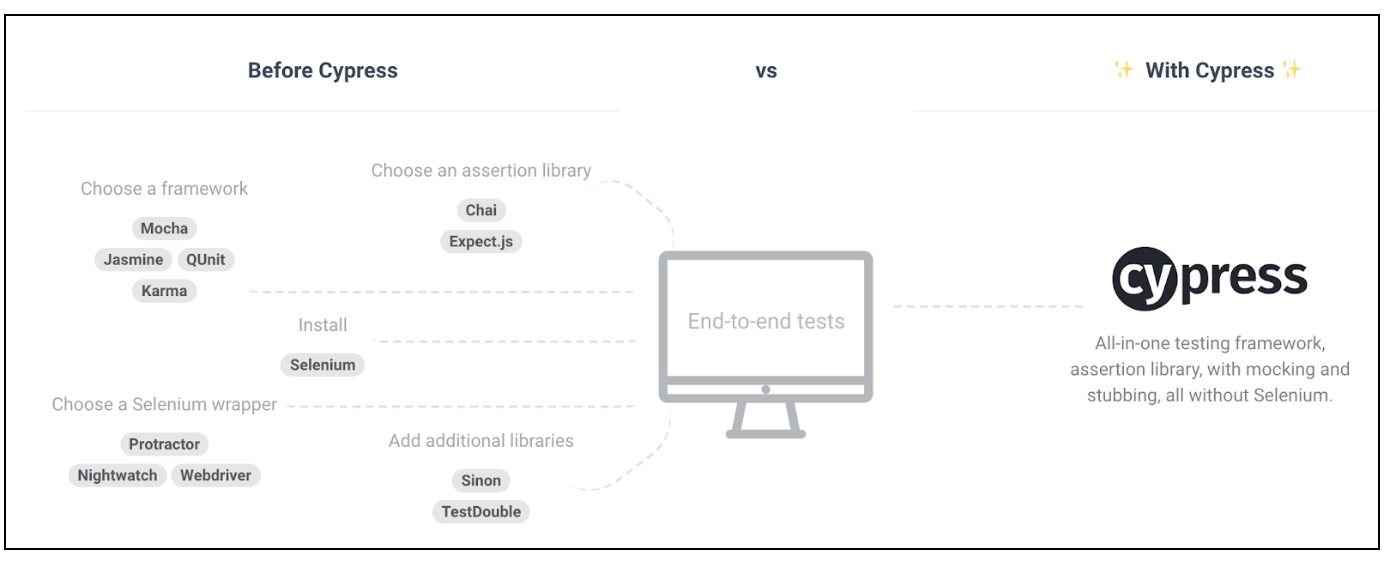 Before Cypress
vs
✨ With Cypress ✨
Choose a framework
Mocha
Jasmine QUnit
Karma
Choose an assertion library
Chai
Expect.js
Install
Selenium
Choose a Selenium wrapper
Protractor
Nightwatch Webdriver
Add additional libraries
Sinon
TestDouble
End-to-end tests
cypress
All-in-one testing framework,
assertion library, with mocking and
stubbing, all without Selenium.